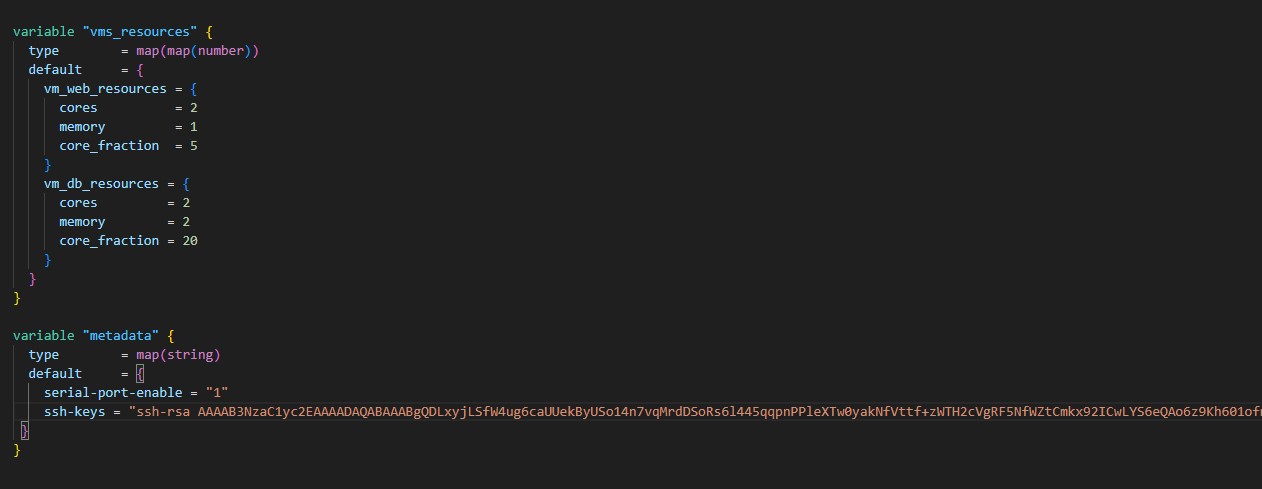 variable "vms_resources" {
  type        = map(map(number))
  default     = {
    vm_web_resources = {
      cores          = 2
      memory         = 1
      core_fraction  = 5
    }
    vm_db_resources = {
      cores         = 2
      memory        = 2
      core_fraction = 20
    }
  }
}
variable "metadata" {
  type        = map(string)
  default     = {
    serial-port-enable = "1"
    ssh-keys = "ssh-rsa AAAAB3NzaC1yc2EAAAADAQABAAABgQDLxyjLSfW4ug6caUUekByUSo14n7vqMrdDSoRs6l445qqpnPPleXTw0yakNfVttf+zWTH2cVgRF5NfWZtCmkx92ICwLYS6eQAo6z9Kh601of
 }
}